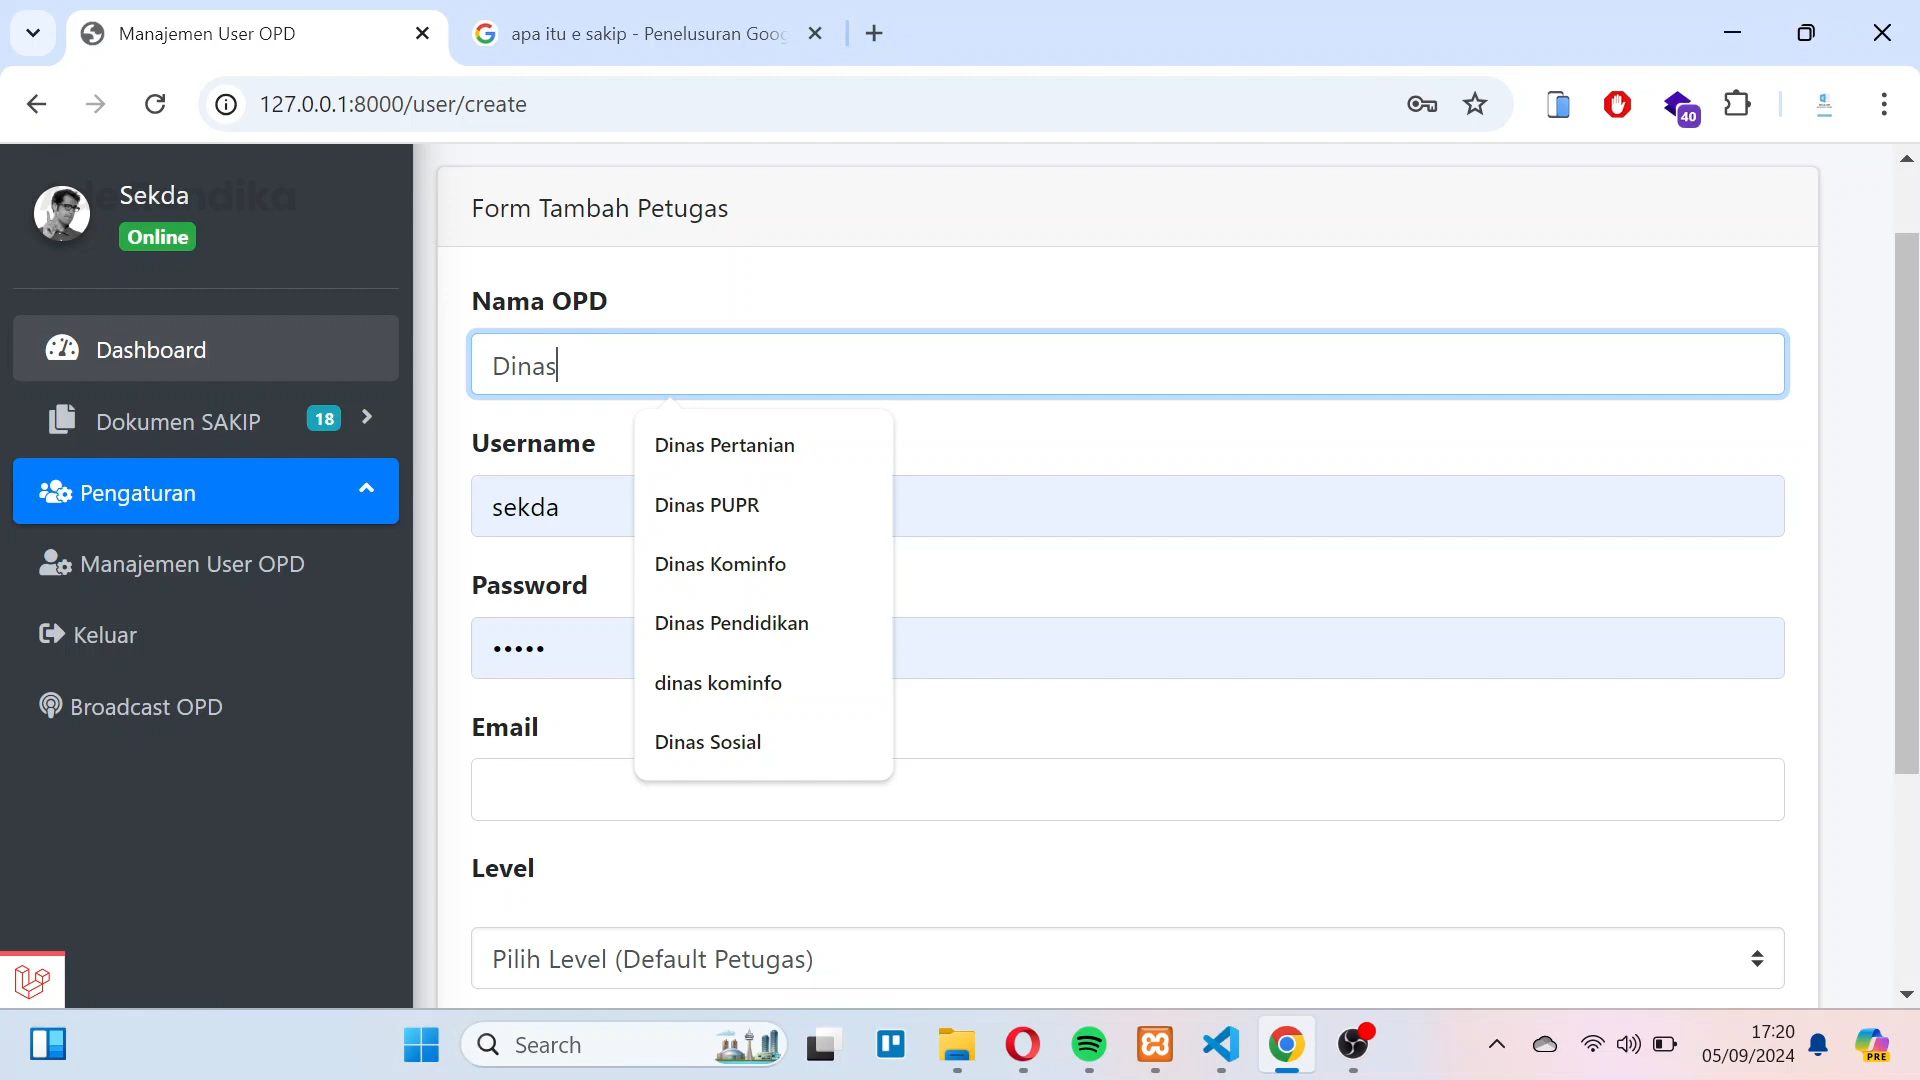 Manajemen User OPD
apa itu e sakip - Penelusuran Goog
127.0.0.1:8000/user/create
40
Sekda
Online
Form Tambah Petugas
Nama OPD
Dinas
Dashboard
Dokumen SAKIP 18
Pengaturan
Manajemen User OPD
Keluar
Broadcast OPD
Dinas Pertanian
Dinas PUPR
Dinas Kominfo
Dinas Pendidikan
dinas kominfo
Dinas Sosial
Username
sekda
Password
•••••
Email
Level
Pilih Level (Default Petugas)
Search
17:20
05/09/2024
PRE